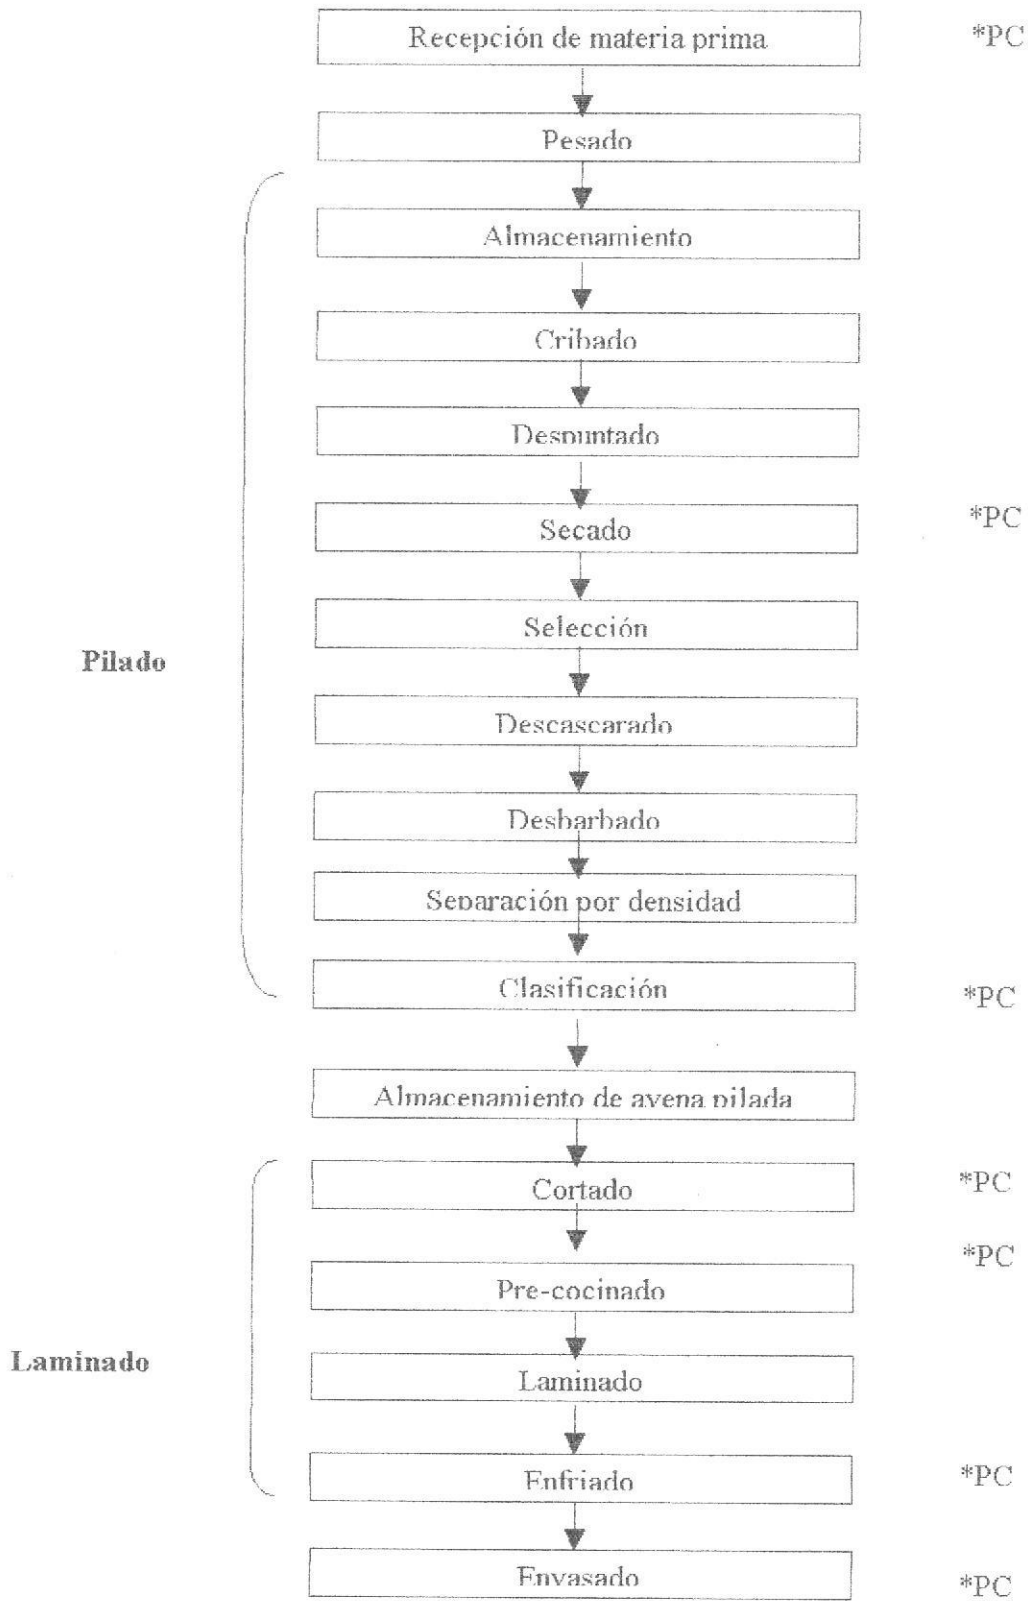 Recepción de materia prima *PC
Pesado
Almacenamiento
Cribado
Despuntado
Secado *PC
Selección
Pilado
Descascarado
Desbarbado
Separación por densidad
Clasificación *PC
Almacenamiento de avena pilada
Cortado *PC
*PC
Pre-cocinado
Laminado
Laminado
Enfriado *PC
Envasado *PC